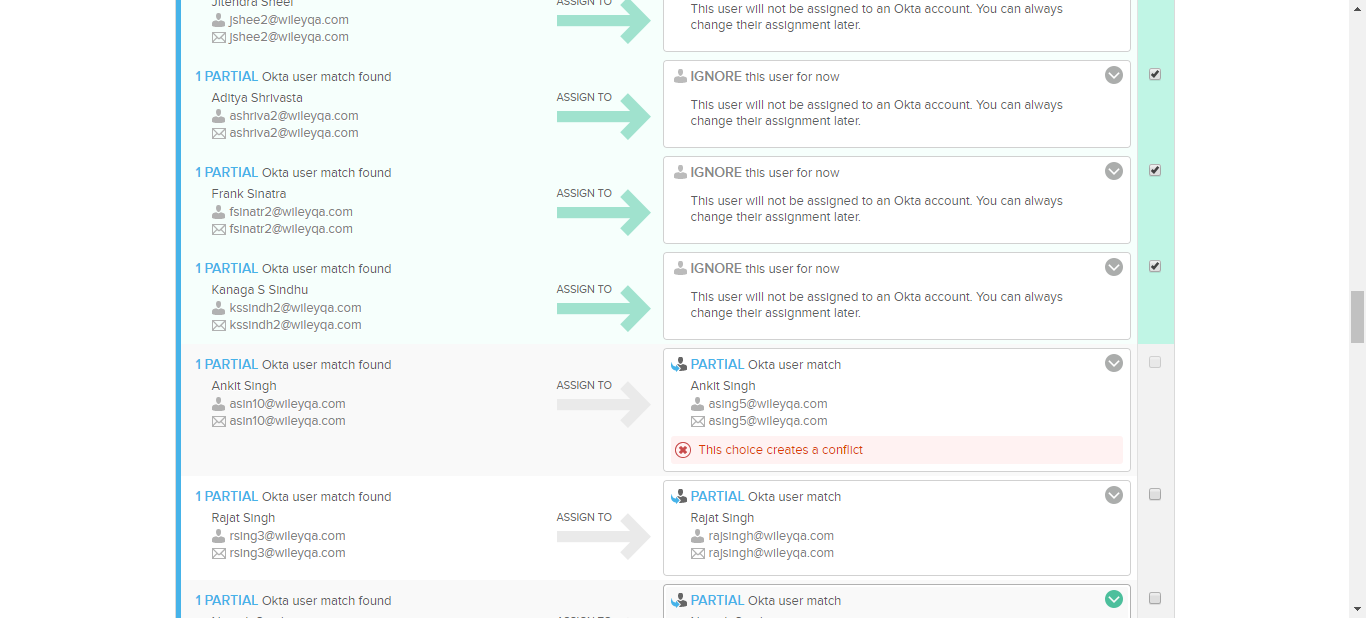 Jitendra Sheel
ASSIGN TO
jshee2@wileyqa.com
jshee2@wileyqa.com
This user will not be assigned to an Okta account. You can always
change their assignment later.
1 PARTIAL Okta user match found
Aditya Shrivasta
ashriva2@wileyqa.com
ashriva2@wileyqa.com
ASSIGN TO
IGNORE this user for now
This user will not be assigned to an Okta account. You can always
change their assignment later.
1 PARTIAL Okta user match found
Frank Sinatra
fsinatr2@wileyqa.com
fsinatr2@wileyqa.com
ASSIGN TO
IGNORE this user for now
This user will not be assigned to an Okta account. You can always
change their assignment later.
1 PARTIAL Okta user match found
Kanaga S Sindhu
kssindh2@wileyqa.com
kssindh2@wileyqa.com
ASSIGN TO
IGNORE this user for now
This user will not be assigned to an Okta account. You can always
change their assignment later.
1 PARTIAL Okta user match found
Ankit Singh
asin10@wileyqa.com
asin10@wileyqa.com
ASSIGN TO
PARTIAL Okta user match
Ankit Singh
asing5@wileyqa.com
asing5@wileyqa.com
This choice creates a conflict
1 PARTIAL Okta user match found
Rajat Singh
rsing3@wileyqa.com
rsing3@wileyqa.com
ASSIGN TO
PARTIAL Okta user match
Rajat Singh
rajsingh@wileyqa.com
rajsingh@wileyqa.com
1 PARTIAL Okta user match found
ASSIGN TO
PARTIAL Okta user match